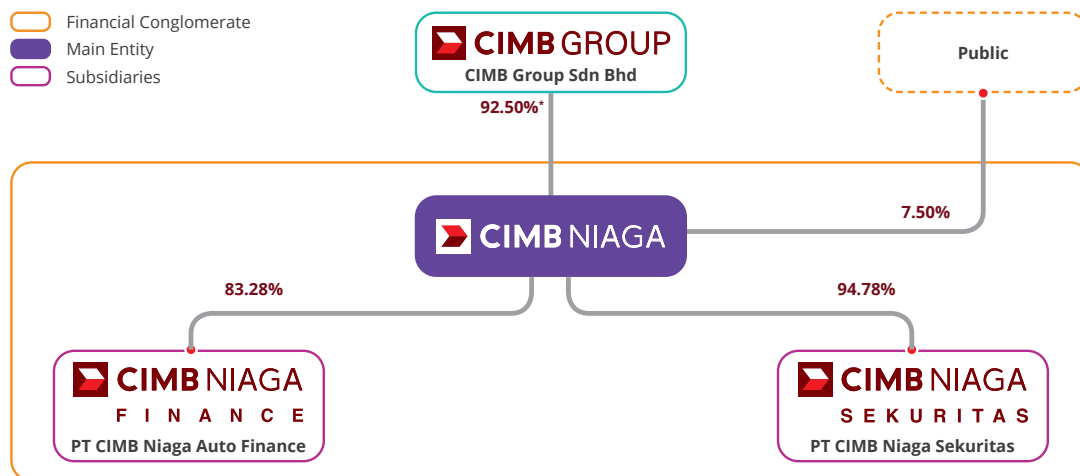 Financial Conglomerate
Main Entity
Subsidiaries
CIMB GROUP
CIMB Group Sdn Bhd
Public
92.50%*
7.50%
CIMB NIAGA
83.28%
94.78%
CIMB NIAGA
FINANCE
PT CIMB Niaga Auto Finance
CIMB NIAGA
SEKURITAS
PT CIMB Niaga Sekuritas